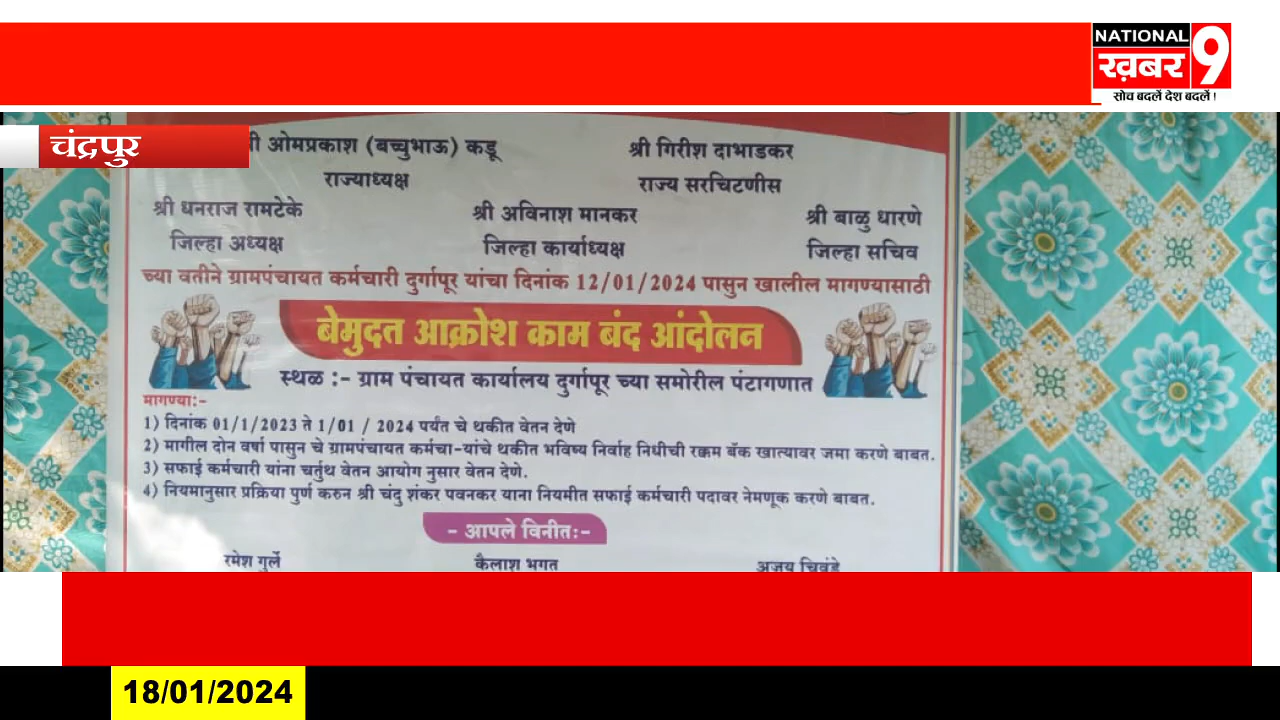 NATIONAL
ख़बर 9
सोच बदलें देश बदलें !
चंद्रपुर
ओमप्रकाश (बच्चुभाऊ) कडू
श्री गिरीश दाभाडकर
राज्याध्यक्ष
राज्य सरचिटणीस
श्री धनराज रामटेके
श्री अविनाश मानकर
श्री बाळु धारणे
जिल्हा अध्यक्ष
जिल्हा कार्याध्यक्ष
जिल्हा सचिव
च्या वतीने ग्रामपंचायत कर्मचारी दुर्गापूर यांचा दिनांक 12/01/2024 पासुन खालील मागण्यासाठी
बेमुदत आक्रोश काम बंद आंदोलन
स्थळ :- ग्राम पंचायत कार्यालय दुर्गापूर च्या समोरील पंटागणात
मागण्या:-
1) दिनांक 01/1/2023 ते 1/01 / 2024 पर्यंत चे थकीत वेतन देणे
2) मागील दोन वर्षा पासुन चे ग्रामपंचायत कर्मचा-यांचे थकीत भविष्य निर्वाह निधीची रक्कम बॅक खात्यावर जमा करणे बाबत.
3) सफाई कर्मचारी यांना चर्तुथ वेतन आयोग नुसार वेतन देणे.
4) नियमानुसार प्रक्रिया पुर्ण करुन श्री चंदु शंकर पवनकर याना नियमीत सफाई कर्मचारी पदावर नेमणूक करणे बाबत.
- आपले विनीत:-
रमेश गुर्ले
कैलाश भगत
अजय चिवंडे
18/01/2024